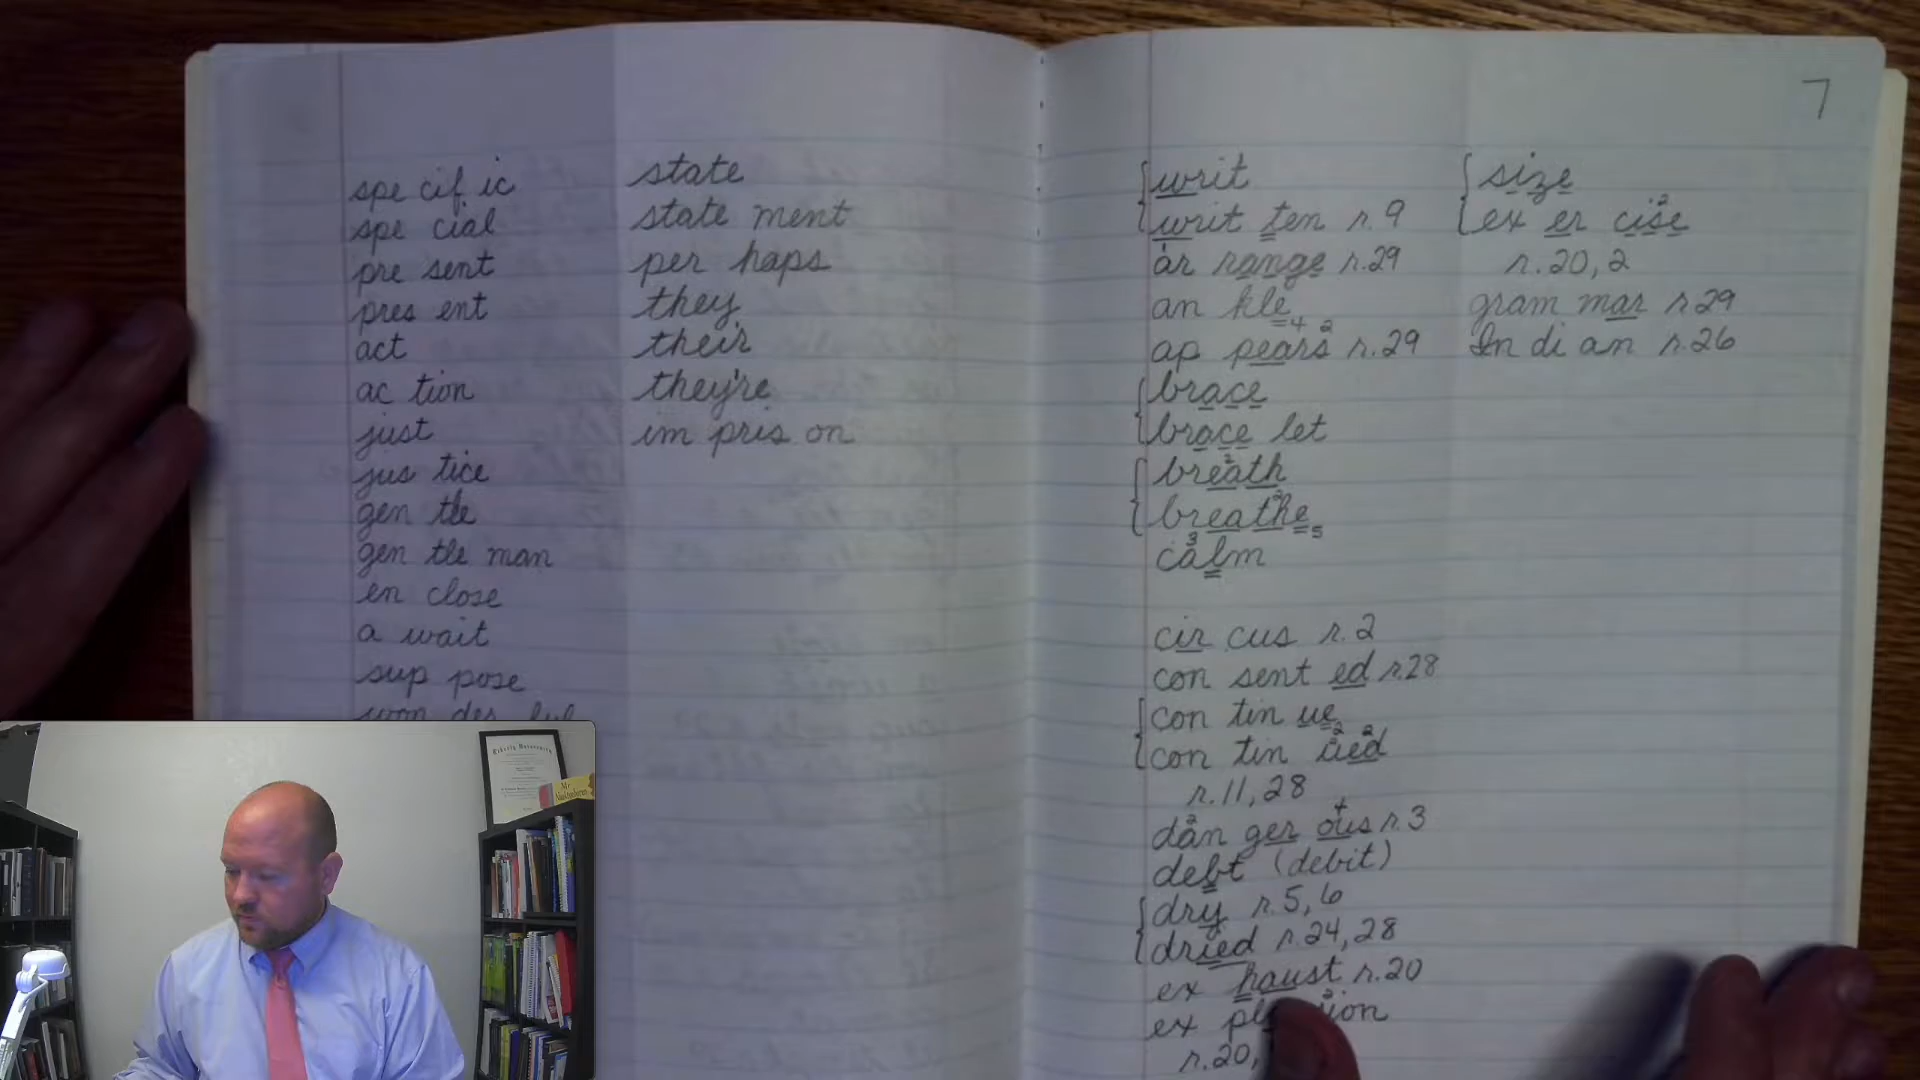 7
spe cif ic
spe cial
pre sent
pres ent
act
ac tion
just
jus tice
gen tle
gen tle man
en close
a wait
sup pose
won der ful
state
state ment
per haps
they
their
they're
im pris on
writ
writ ten r. 9
ar range r. 29
an kle
ap pears r. 29
brace
brace let
breath
breathe
calm
cir cus r. 2
con sent ed r. 28
con tin ue
con tin ued
r. 11, 28
dan ger ous r. 3
debt (debit)
dry r. 5, 6
dried r. 24, 28
ex haust r. 20
ex
r. 20,
size
ex er cise
r. 20, 2
gram mar r 29
In di an r. 26